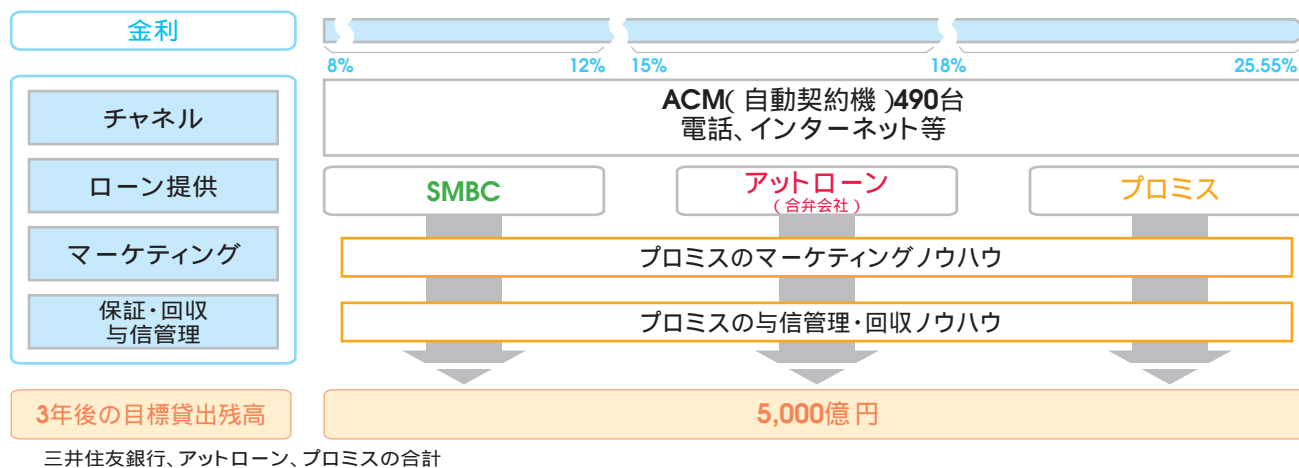 金利
8% 12% 15% 18% 25.55%
チャネル
ACM(自動契約機)490台
電話、インターネット等
ローン提供
SMBC
アットローン
(合弁会社)
プロミス
マーケティング
プロミスのマーケティングノウハウ
保証・回収
与信管理
プロミスの与信管理・回収ノウハウ
3年後の目標貸出残高
5,000億円
三井住友銀行、アットローン、プロミスの合計